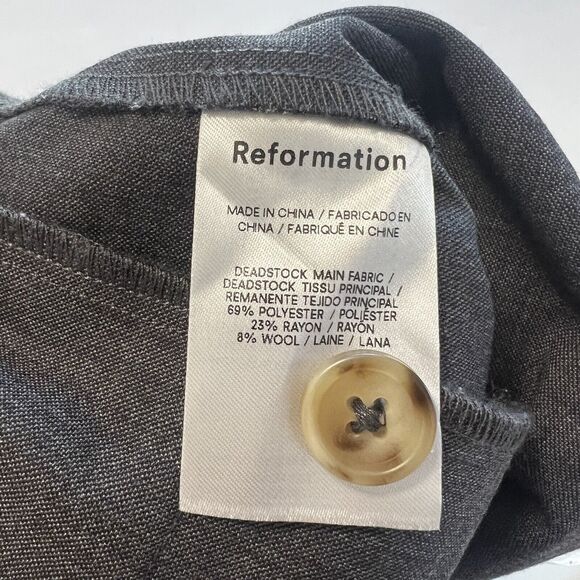 Reformation
MADE IN CHINA / FABRICADO EN
CHINA / FABRIQUÉ EN CHINE
DEADSTOCK MAIN FABRIC /
DEADSTOCK TISSU PRINCIPAL /
REMANENTE TEJIDO PRINCIPAL
69% POLYESTER / POLIÉSTER
23% RAYON / RAYÓN
8% WOOL / LAINE / LANA